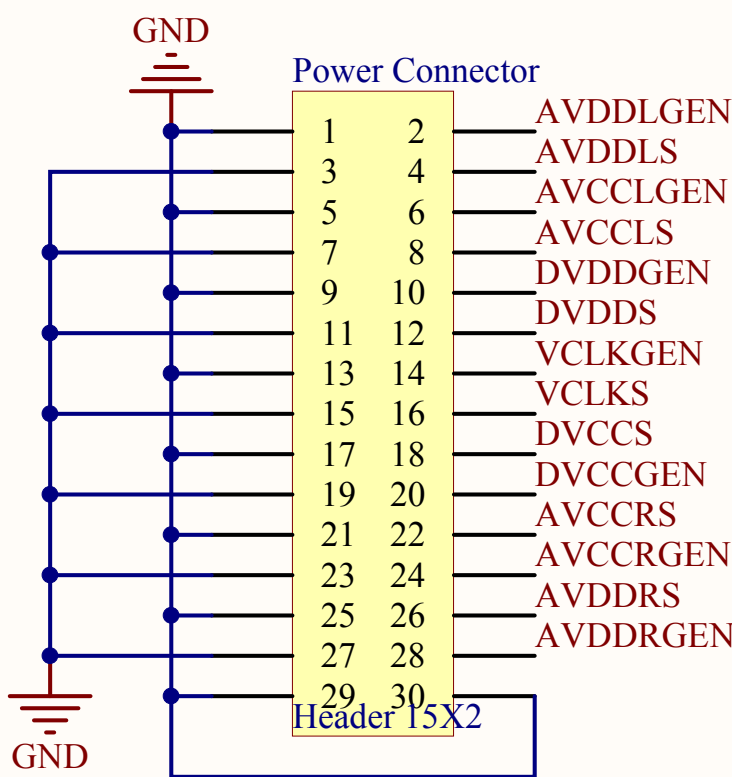 GND
Power Connector
1 2 AVDDLGEN
3 4 AVDDLS
5 6 AVCCLGEN
7 8 AVCCLS
9 10 DVDDGEN
11 12 DVDDS
13 14 VCLKGEN
15 16 VCLKS
17 18 DVCCS
19 20 DVCCGEN
21 22 AVCCRS
23 24 AVCCRGEN
25 26 AVDDRS
27 28 AVDDRGEN
29 30
Header 15X2
GND